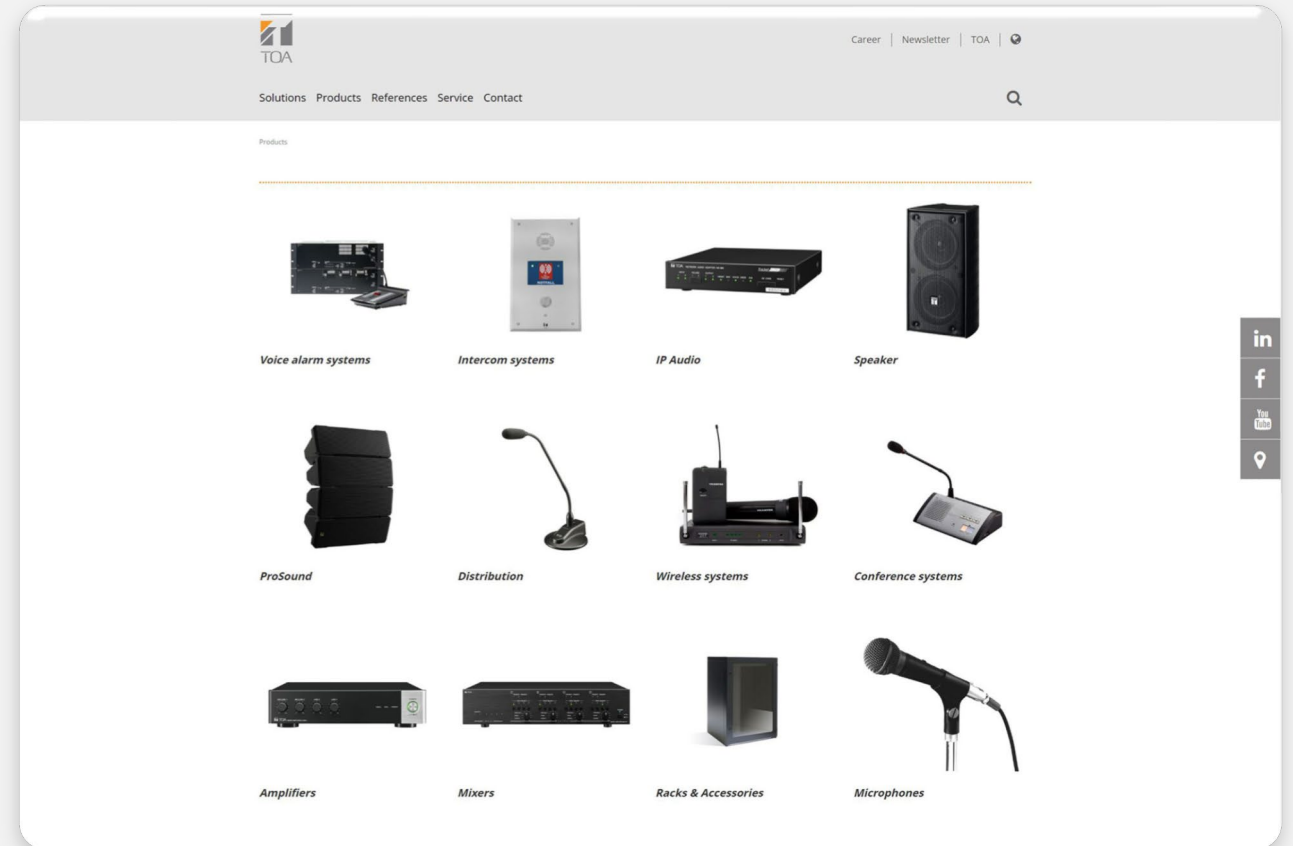 TOA
Career | Newsletter | TOA
Solutions Products References Service Contact
Products
Voice alarm systems Intercom systems IP Audio Speaker
in
f
You
Tube
ProSound Distribution Wireless systems Conference systems
Amplifiers Mixers Racks & Accessories Microphones